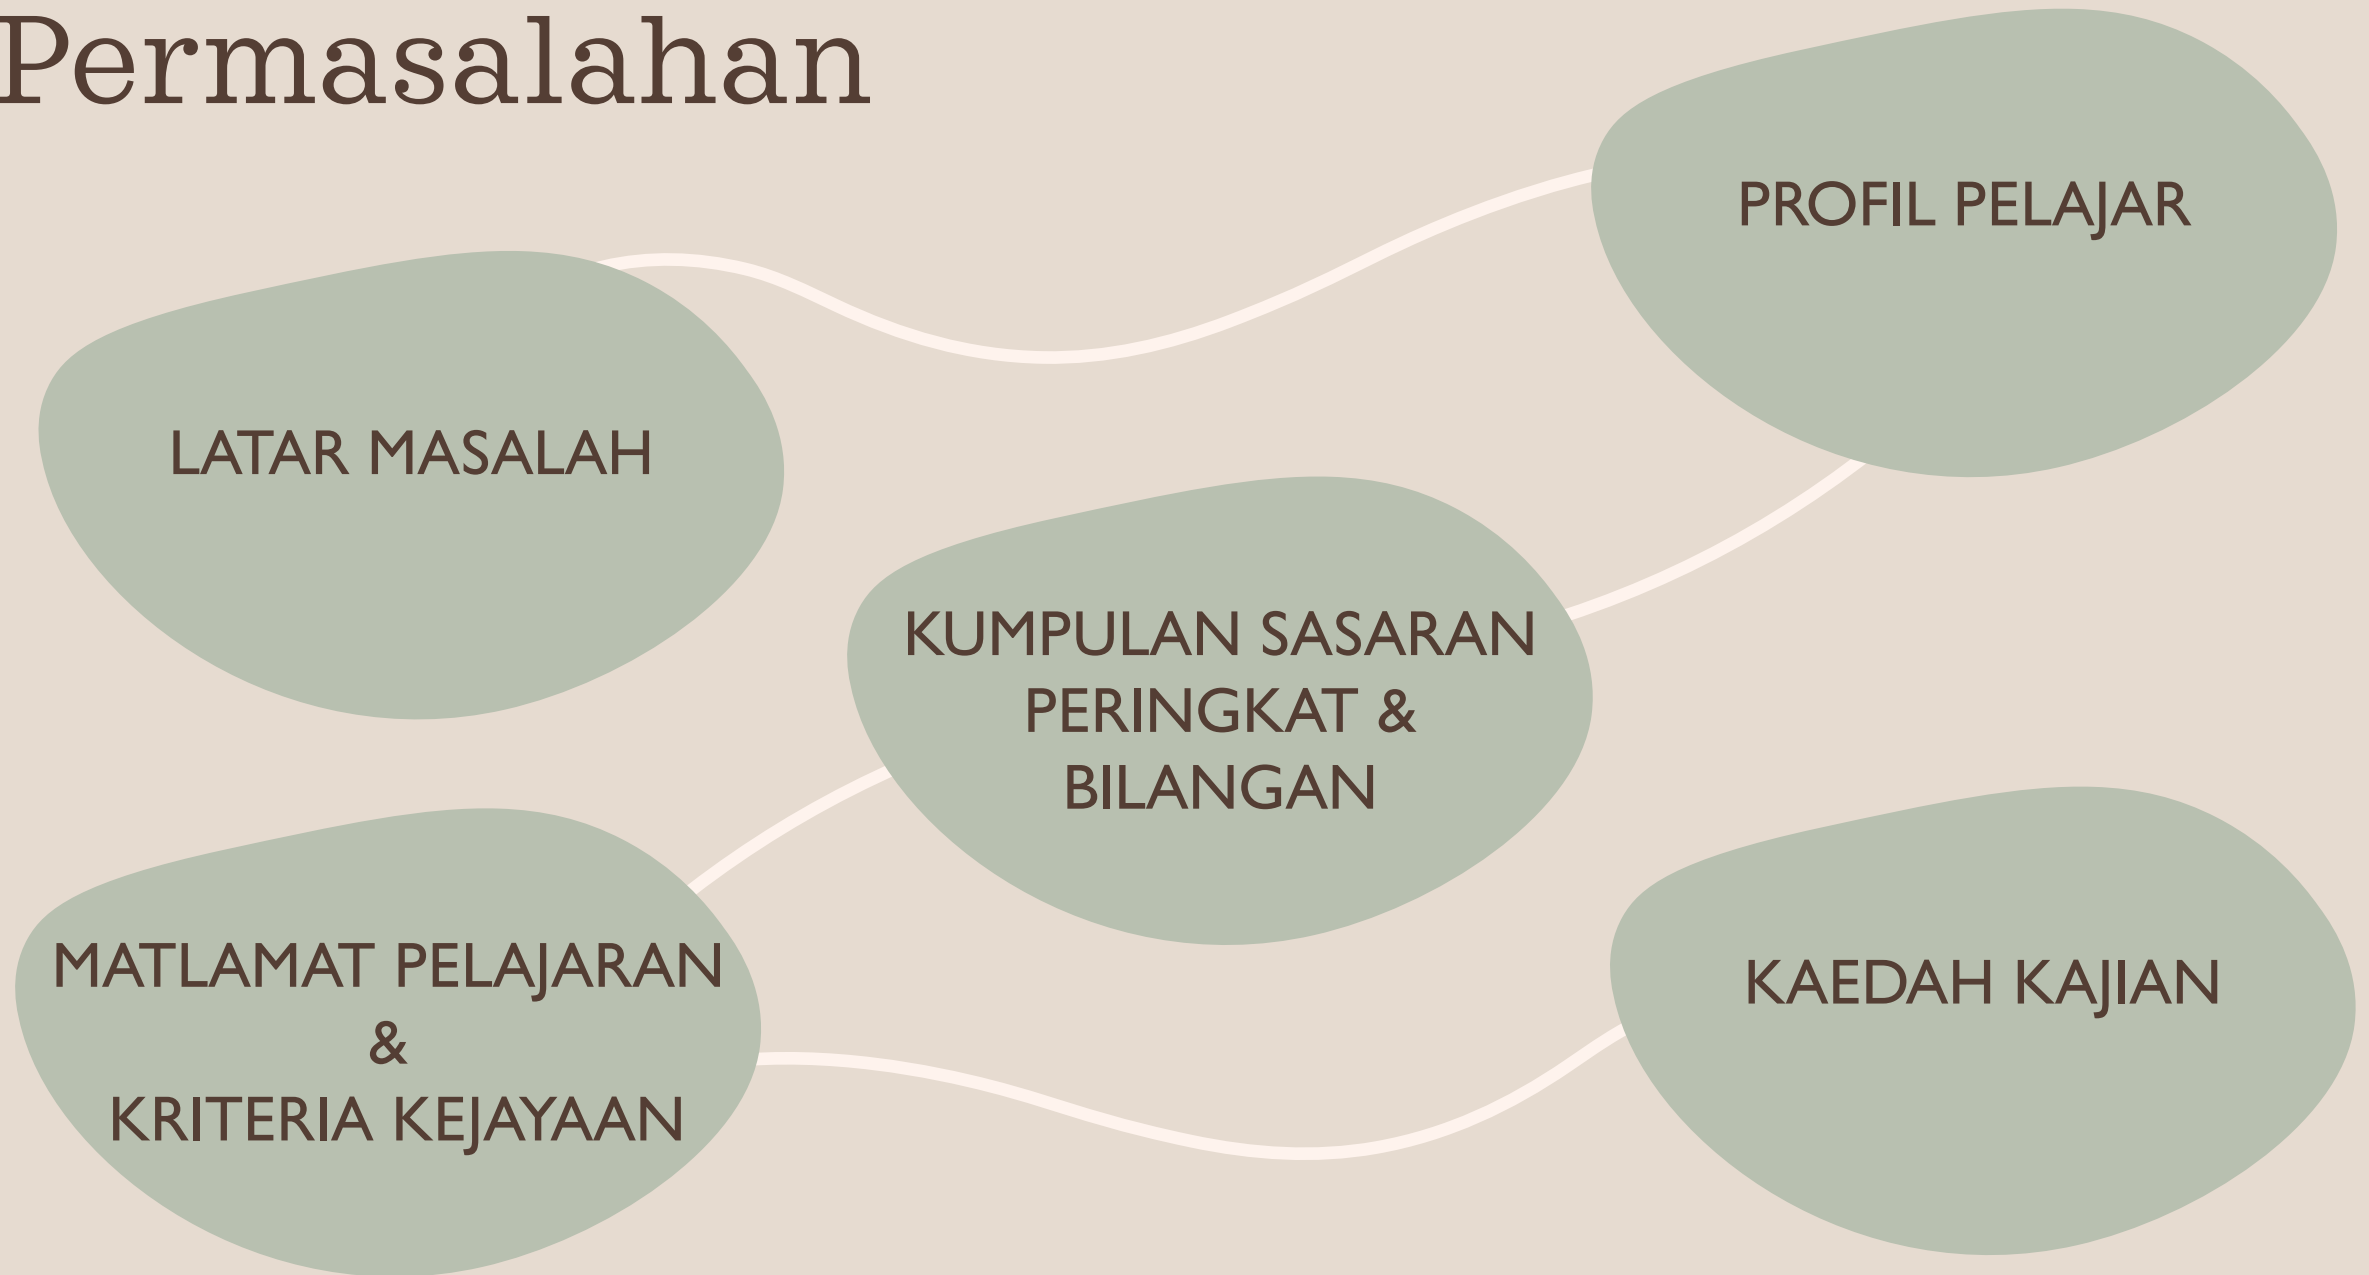 Permasalahan
PROFIL PELAJAR
LATAR MASALAH
KUMPULAN SASARAN
PERINGKAT &
BILANGAN
MATLAMAT PELAJARAN
&
KRITERIA KEJAYAAN
KAEDAH KAJIAN